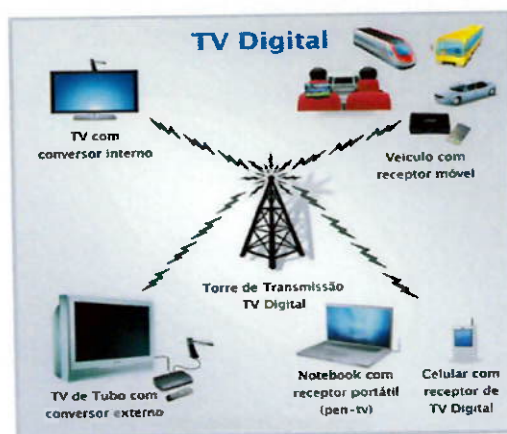 TV Digital
TV com
conversor interno
Veiculo com
receptor móvel
Torre de Transmissão
TV Digital
TV de Tubo com
conversor externo
Notebook com
receptor portátil
(pen-tv)
Celular com
receptor de
TV Digital